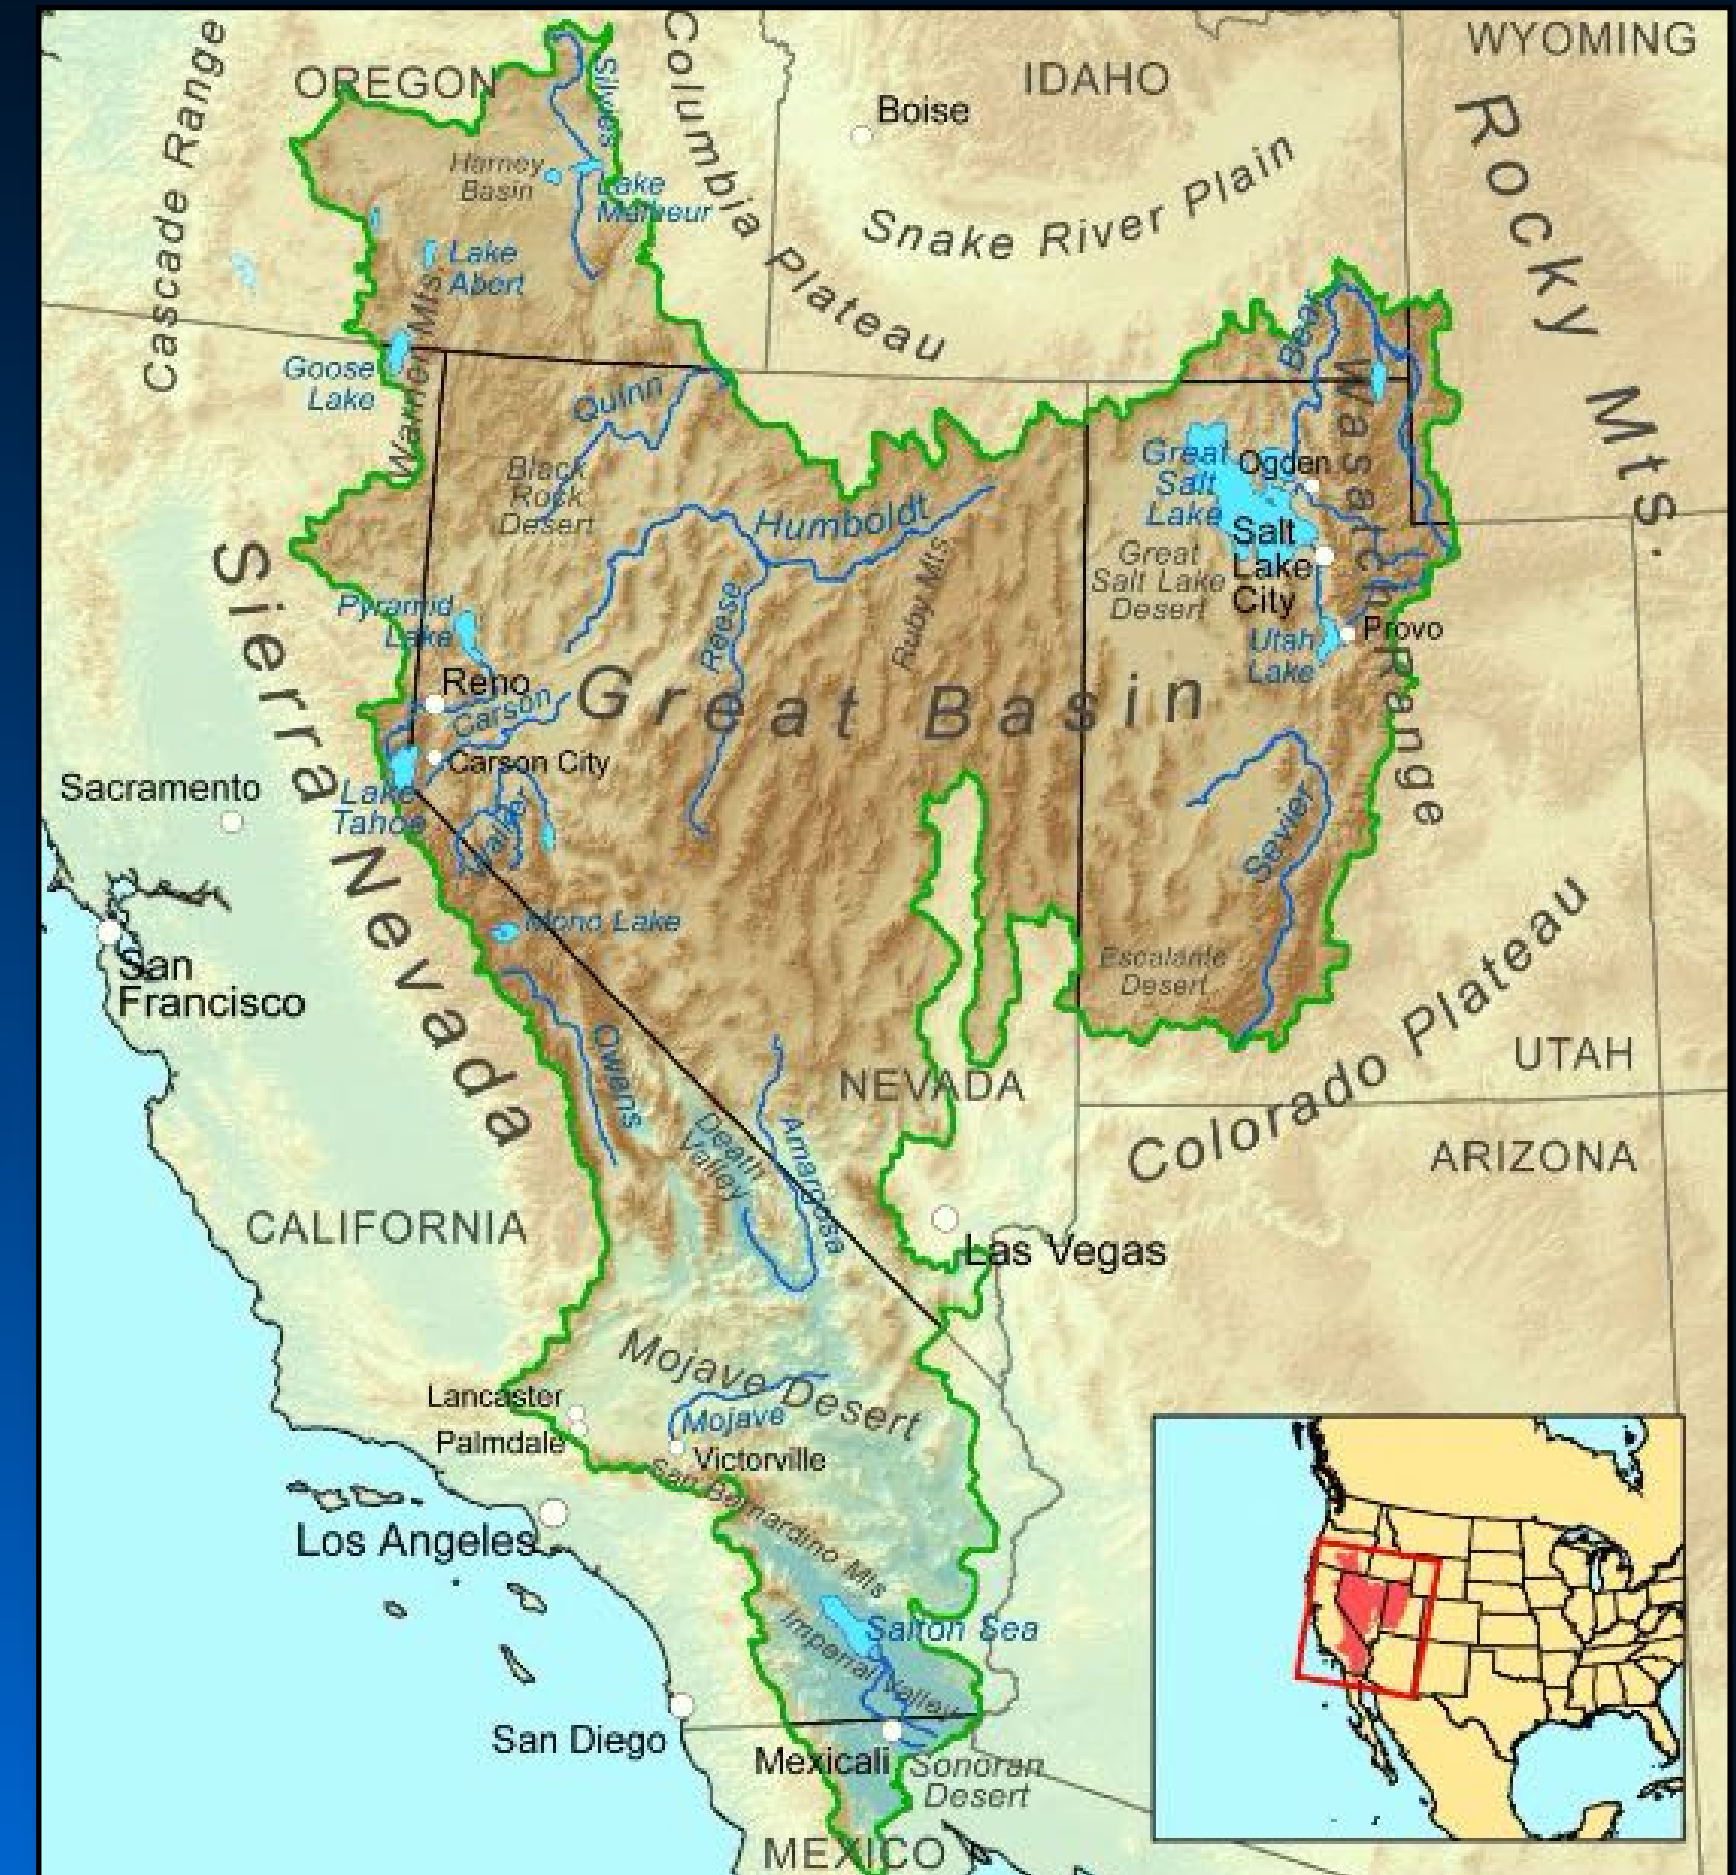 WYOMING
OREGON
IDAHO
Cascade Range
Columbia Plateau
Silvies
Boise
Rocky Mts.
Harney
Basin
Lake
Malheur
Snake River Plain
Lake
Abert
Goose
Lake
Warner Mts
Bear
Quinn
Wasatch Range
Black
Rock
Desert
Humboldt
Great
Salt
Lake
Ogden
Salt
Lake
City
Great
Salt Lake
Desert
Sierra Nevada
Pyramid
Lake
Reese
Ruby Mts
Utah
Lake
Provo
Reno
Carson
Great Basin
Carson City
Sacramento
Lake
Tahoe
Walker
Sevier
Mono Lake
San
Francisco
Escalante
Desert
Owens
Colorado Plateau
UTAH
NEVADA
Death
Valley
Amargosa
ARIZONA
CALIFORNIA
Las Vegas
Mojave Desert
Lancaster
Palmdale
Mojave
Victorville
San Bernardino Mts
Los Angeles
Salton Sea
Imperial Valley
San Diego
Mexicali
Sonoran
Desert
MEXICO